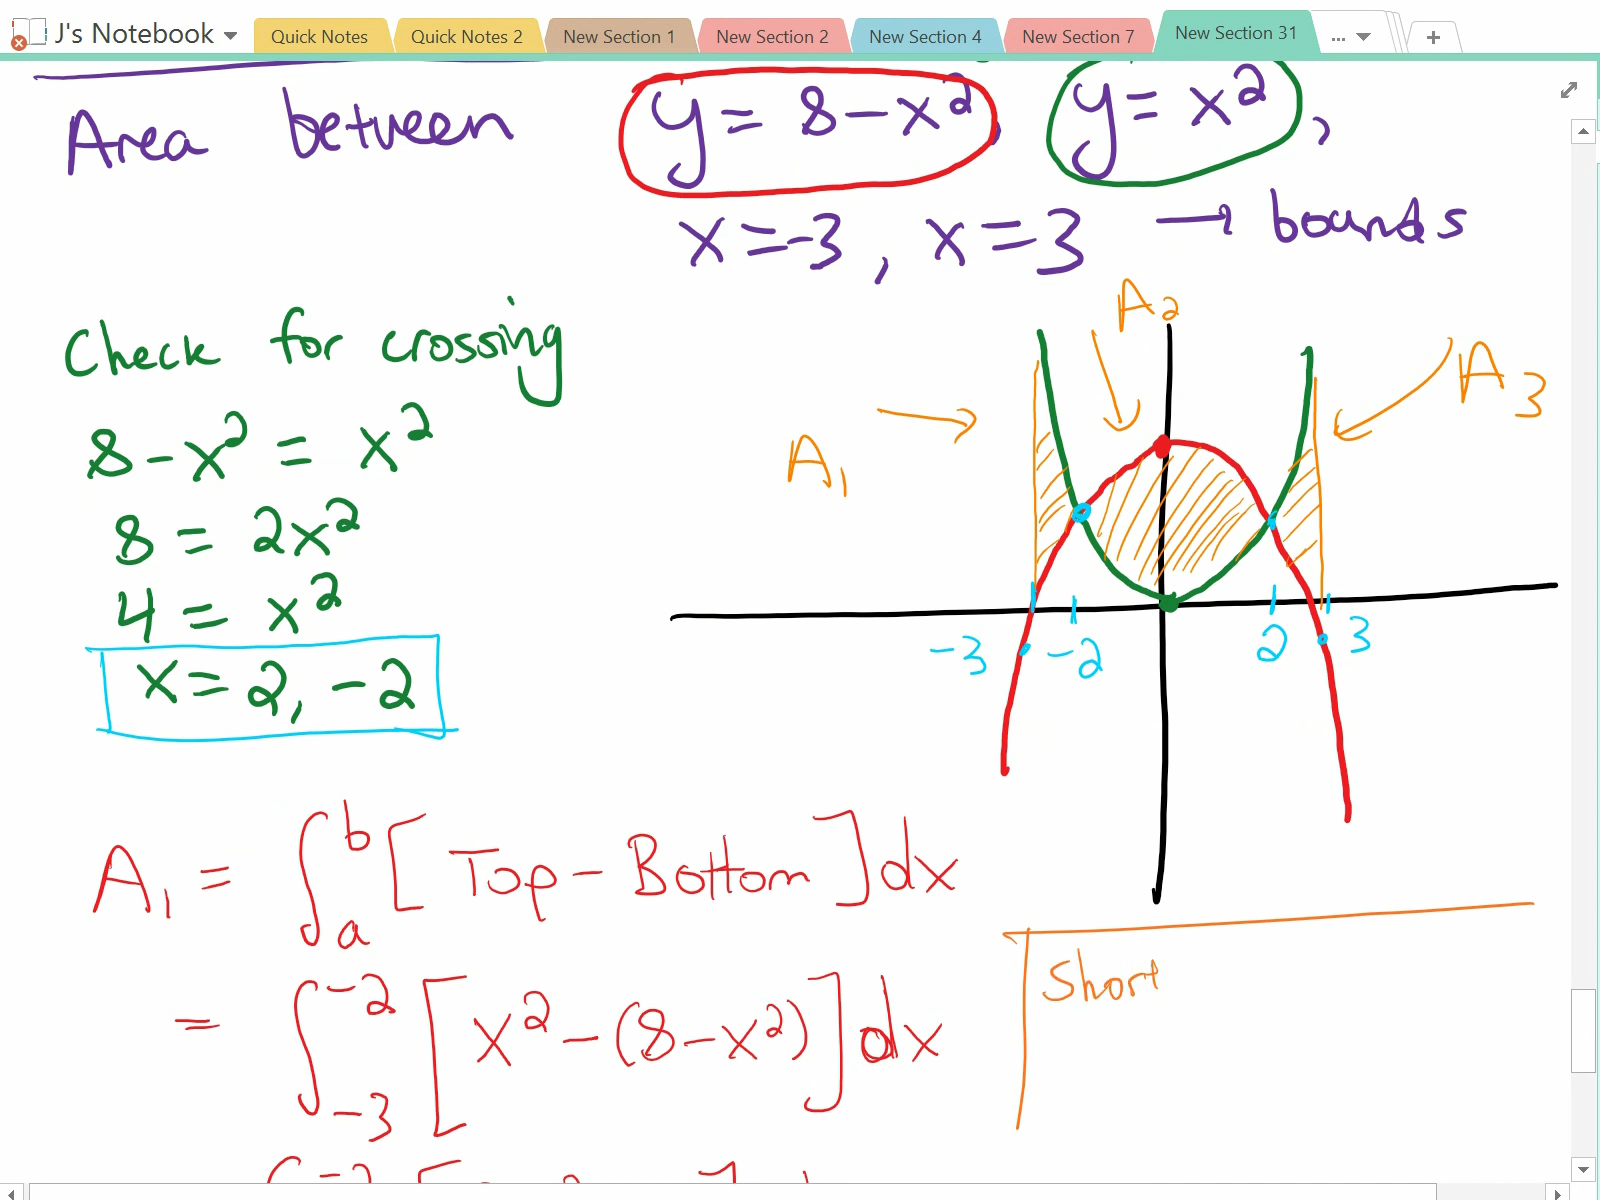 J's Notebook
Quick Notes
Quick Notes 2
New Section 1
New Section 2
New Section 4
New Section 7
New Section 31
...
+
Area between y = 8 - x², y = x²,
x = -3, x = 3 → bounds
Check for crossing
8 - x² = x²
8 = 2x²
4 = x²
x = 2, -2
A₂
A₁
A₃
-3
-2
2
3
A₁ = ∫ₐᵇ [Top - Bottom] dx
= ∫₋₃⁻² [x² - (8 - x²)] dx
Short